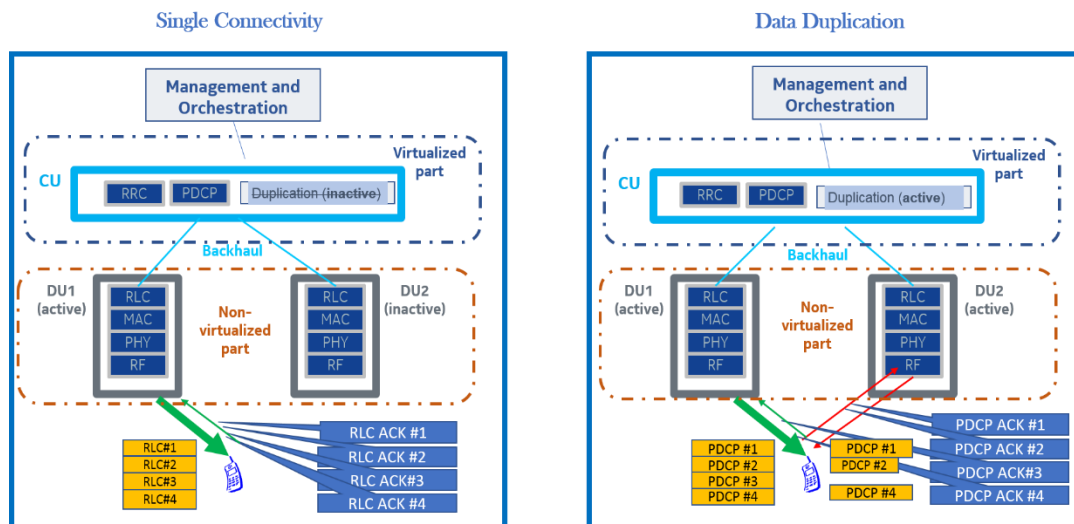 Single Connectivity
Management and
Orchestration
Virtualized
part
CU
RRC
PDCP
Duplication (inactive)
Backhaul
DU1
(active)
RLC
MAC
PHY
RF
Non-
virtualized
part
RLC
MAC
PHY
RF
DU2
(inactive)
RLC#1
RLC#2
RLC#3
RLC#4
RLC ACK #1
RLC ACK #2
RLC ACK#3
RLC ACK #4
Data Duplication
Management and
Orchestration
Virtualized
part
CU
RRC
PDCP
Duplication (active)
Backhaul
DU1
(active)
RLC
MAC
PHY
RF
Non-
virtualized
part
RLC
MAC
PHY
RF
DU2
(active)
PDCP #1
PDCP #2
PDCP #3
PDCP #4
PDCP #1
PDCP #2
PDCP #4
PDCP ACK #1
PDCP ACK #2
PDCP ACK#3
PDCP ACK #4